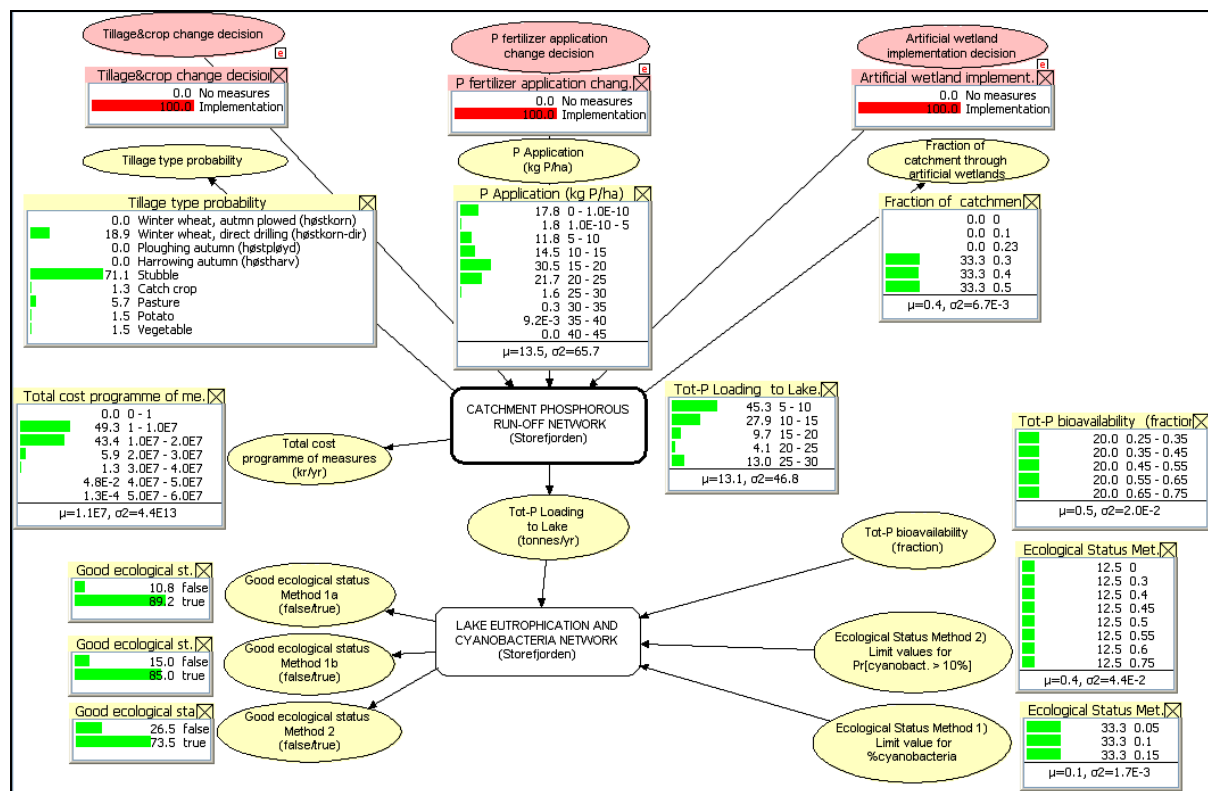 Tillage&crop change decision
P fertilizer application
change decision
Artificial wetland
implementation decision
e
e
e
Tillage&crop change decision
0.0 No measures
100.0 Implementation
P fertilizer application chang.
0.0 No measures
100.0 Implementation
Artificial wetland implement.
0.0 No measures
100.0 Implementation
Tillage type probability
P Application
(kg P/ha)
Fraction of
catchment through
artificial wetlands
Tillage type probability
0.0 Winter wheat, autmn plowed (høstkorn)
18.9 Winter wheat, direct drilling (høstkorn-dir)
0.0 Ploughing autumn (høstpløyd)
0.0 Harrowing autumn (høstharv)
71.1 Stubble
1.3 Catch crop
5.7 Pasture
1.5 Potato
1.5 Vegetable
P Application (kg P/ha)
17.8 0 - 1.0E-10
1.8 1.0E-10 - 5
11.8 5 - 10
14.5 10 - 15
30.5 15 - 20
21.7 20 - 25
1.6 25 - 30
0.3 30 - 35
9.2E-3 35 - 40
0.0 40 - 45
μ=13.5, σ2=65.7
Fraction of catchmen
0.0 0
0.0 0.1
0.0 0.23
33.3 0.3
33.3 0.4
33.3 0.5
μ=0.4, σ2=6.7E-3
Total cost programme of me.
0.0 0 - 1
49.3 1 - 1.0E7
43.4 1.0E7 - 2.0E7
5.9 2.0E7 - 3.0E7
1.3 3.0E7 - 4.0E7
4.8E-2 4.0E7 - 5.0E7
1.3E-4 5.0E7 - 6.0E7
μ=1.1E7, σ2=4.4E13
Total cost
programme of measures
(kr/yr)
CATCHMENT PHOSPHOROUS
RUN-OFF NETWORK
(Storefjorden)
Tot-P Loading to Lake.
45.3 5 - 10
27.9 10 - 15
9.7 15 - 20
4.1 20 - 25
13.0 25 - 30
μ=13.1, σ2=46.8
Tot-P bioavailability (fraction
20.0 0.25 - 0.35
20.0 0.35 - 0.45
20.0 0.45 - 0.55
20.0 0.55 - 0.65
20.0 0.65 - 0.75
μ=0.5, σ2=2.0E-2
Tot-P Loading
to Lake
(tonnes/yr)
Tot-P bioavailability
(fraction)
Good ecological st.
10.8 false
89.2 true
Good ecological status
Method 1a
(false/true)
Ecological Status Met.
12.5 0
12.5 0.3
12.5 0.4
12.5 0.45
12.5 0.5
12.5 0.55
12.5 0.6
12.5 0.75
μ=0.4, σ2=4.4E-2
Good ecological st.
15.0 false
85.0 true
Good ecological status
Method 1b
(false/true)
LAKE EUTROPHICATION AND
CYANOBACTERIA NETWORK
(Storefjorden)
Ecological Status Method 2)
Limit values for
Pr[cyanobact. > 10%]
Good ecological sta
26.5 false
73.5 true
Good ecological status
Method 2
(false/true)
Ecological Status Method 1)
Limit value for
%cyanobacteria
Ecological Status Met.
33.3 0.05
33.3 0.1
33.3 0.15
μ=0.1, σ2=1.7E-3